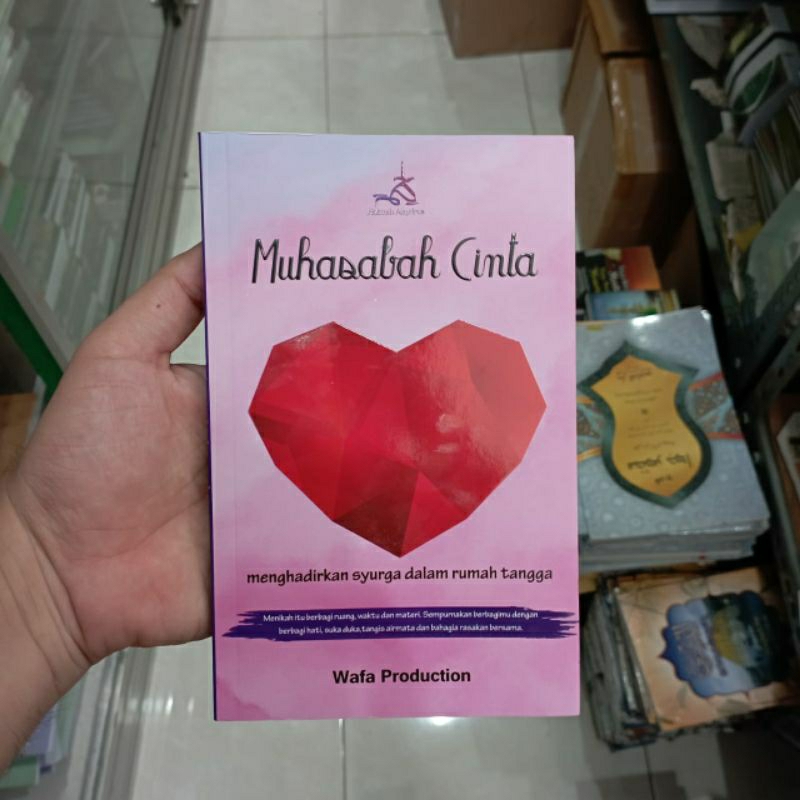 Muhasabah Cinta
menghadirkan syurga dalam rumah tangga
Menikah itu berbagi ruang, waktu dan materi. Sempurnakan berbagimu dengan
berbagi hati, suka duka, tangis airmata dan bahagia rasakan bersama.
Wafa Production